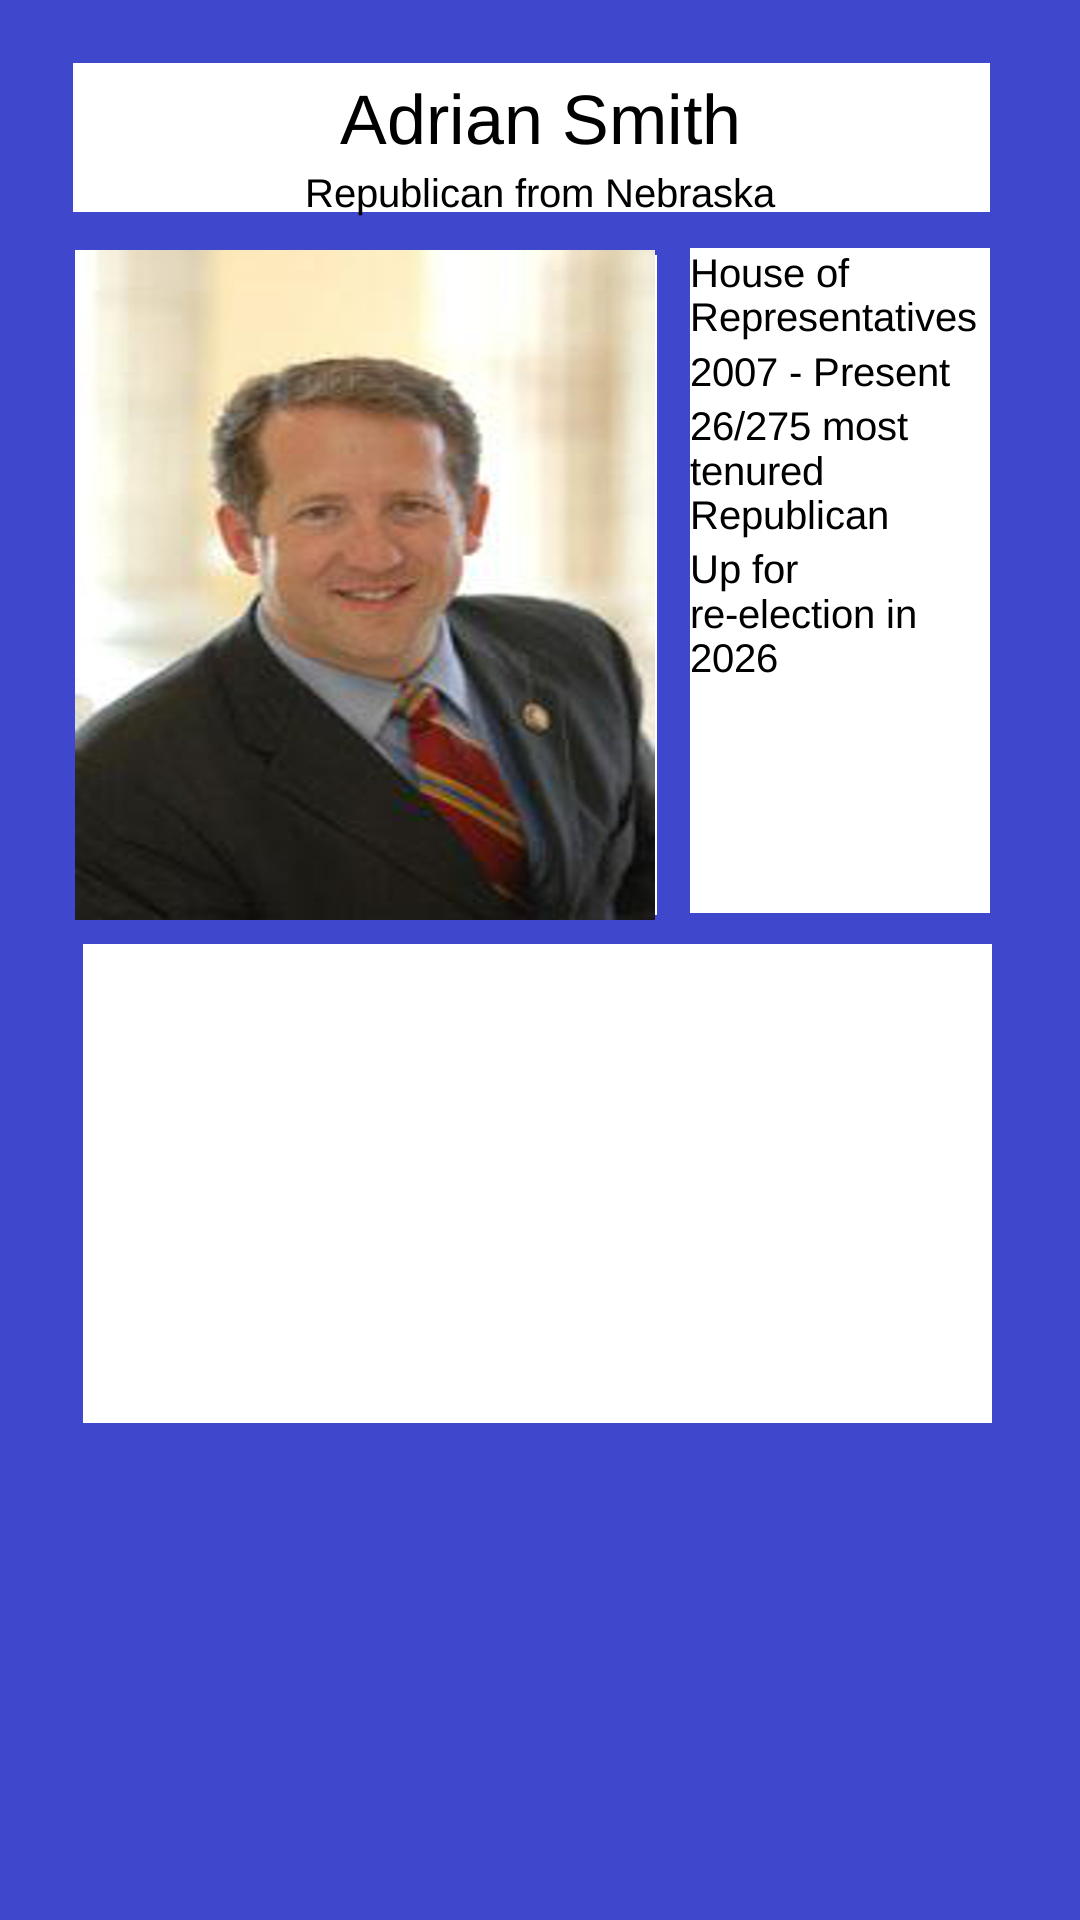 Adrian Smith
Republican from Nebraska
House of
Representatives
2007 - Present
26/275 most
tenured
Republican
Up for
re-election in
2026